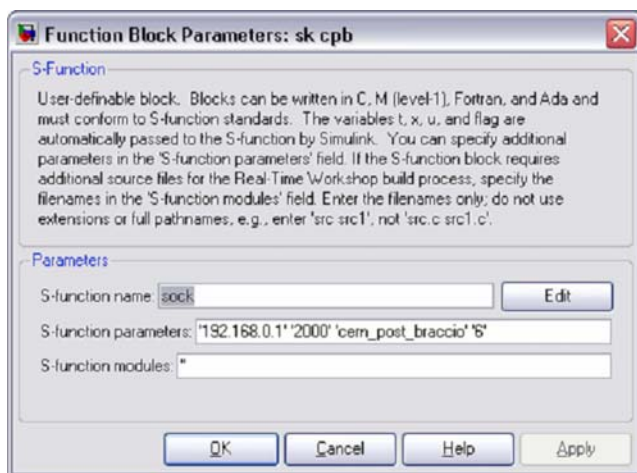 Function Block Parameters: sk cpb
S-Function
User-definable block. Blocks can be written in C, M (level-1), Fortran, and Ada and
must conform to S-function standards. The variables t, x, u, and flag are
automatically passed to the S-function by Simulink. You can specify additional
parameters in the 'S-function parameters' field. If the S-function block requires
additional source files for the Real-Time Workshop build process, specify the
filenames in the 'S-function modules' field. Enter the filenames only; do not use
extensions or full pathnames, e.g., enter 'src src1', not 'src.c src1.c'.
Parameters
S-function name: sock Edit
S-function parameters: '192.168.0.1' '2000' 'cern_post_braccio' '6'
S-function modules: ''
OK Cancel Help Apply